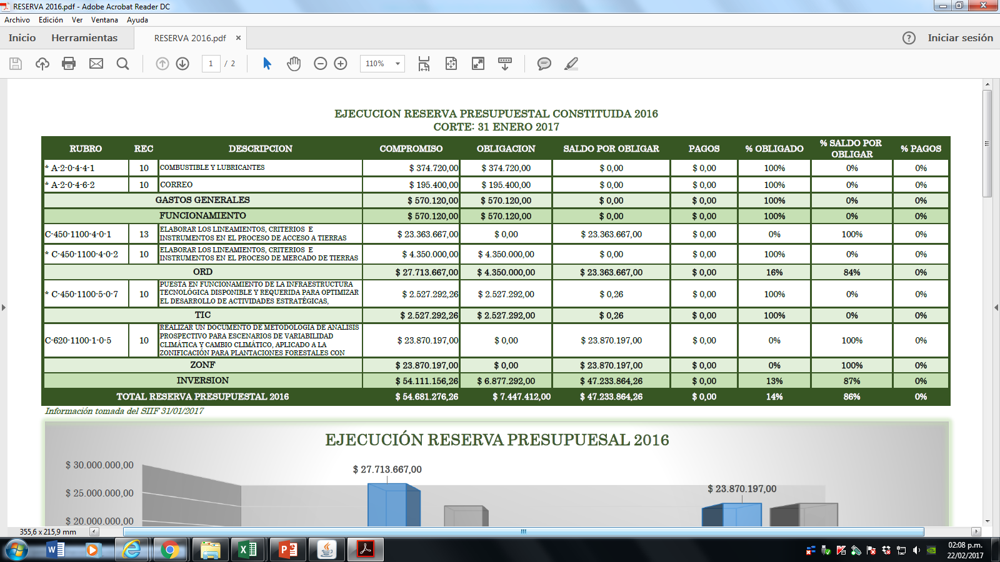 RESERVA 2016.pdf - Adobe Acrobat Reader DC
Archivo Edición Ver Ventana Ayuda
Inicio Herramientas RESERVA 2016.pdf × ? Iniciar sesión
1 / 2 110%
EJECUCION RESERVA PRESUPUESTAL CONSTITUIDA 2016
CORTE: 31 ENERO 2017
RUBRO REC DESCRIPCION COMPROMISO OBLIGACION SALDO POR OBLIGAR PAGOS % OBLIGADO % SALDO POR OBLIGAR % PAGOS
* A-2-0-4-4-1 10 COMBUSTIBLE Y LUBRICANTES $ 374.720,00 $ 374.720,00 $ 0,00 $ 0,00 100% 0% 0%
* A-2-0-4-6-2 10 CORREO $ 195.400,00 $ 195.400,00 $ 0,00 $ 0,00 100% 0% 0%
GASTOS GENERALES $ 570.120,00 $ 570.120,00 $ 0,00 $ 0,00 100% 0% 0%
FUNCIONAMIENTO $ 570.120,00 $ 570.120,00 $ 0,00 $ 0,00 100% 0% 0%
C-450-1100-4-0-1 13 ELABORAR LOS LINEAMIENTOS, CRITERIOS E
INSTRUMENTOS EN EL PROCESO DE ACCESO A TIERRAS $ 23.363.667,00 $ 0,00 $ 23.363.667,00 $ 0,00 0% 100% 0%
* C-450-1100-4-0-2 10 ELABORAR LOS LINEAMIENTOS, CRITERIOS E
INSTRUMENTOS EN EL PROCESO DE MERCADO DE TIERRAS $ 4.350.000,00 $ 4.350.000,00 $ 0,00 $ 0,00 100% 0% 0%
ORD $ 27.713.667,00 $ 4.350.000,00 $ 23.363.667,00 $ 0,00 16% 84% 0%
* C-450-1100-5-0-7 10 PUESTA EN FUNCIONAMIENTO DE LA INFRAESTRUCTURA
TECNOLÓGICA DISPONIBLE Y REQUERIDA PARA OPTIMIZAR
EL DESARROLLO DE ACTIVIDADES ESTRATÉGICAS, $ 2.527.292,26 $ 2.527.292,00 $ 0,26 $ 0,00 100% 0% 0%
TIC $ 2.527.292,26 $ 2.527.292,00 $ 0,26 $ 0,00 100% 0% 0%
C-620-1100-1-0-5 10 REALIZAR UN DOCUMENTO DE METODOLOGIA DE ANALISIS
PROSPECTIVO PARA ESCENARIOS DE VARIABILIDAD
CLIMÁTICA Y CAMBIO CLIMÁTICO, APLICADO A LA
ZONIFICACIÓN PARA PLANTACIONES FORESTALES CON $ 23.870.197,00 $ 0,00 $ 23.870.197,00 $ 0,00 0% 100% 0%
ZONF $ 23.870.197,00 $ 0,00 $ 23.870.197,00 $ 0,00 0% 100% 0%
INVERSION $ 54.111.156,26 $ 6.877.292,00 $ 47.233.864,26 $ 0,00 13% 87% 0%
TOTAL RESERVA PRESUPUESTAL 2016 $ 54.681.276,26 $ 7.447.412,00 $ 47.233.864,26 $ 0,00 14% 86% 0%
Información tomada del SIIF 31/01/2017
EJECUCIÓN RESERVA PRESUPUESAL 2016
$ 30.000.000,00
$ 27.713.667,00
$ 23.870.197,00
$ 25.000.000,00
$ 20.000.000,00
355,6 x 215,9 mm
02:08 p.m.
22/02/2017